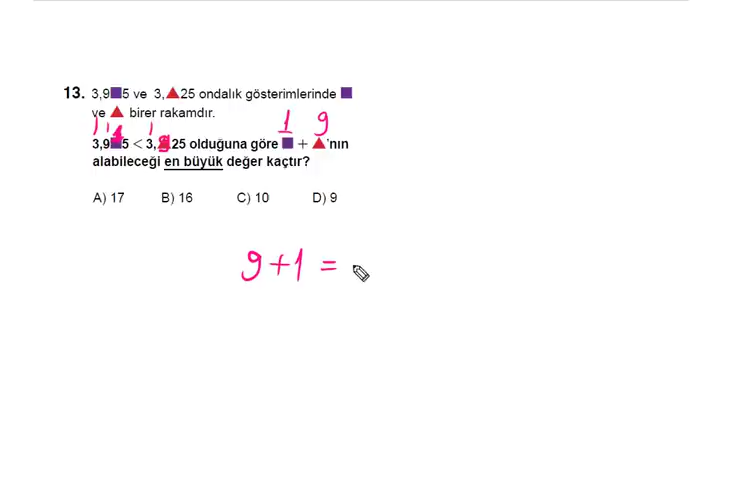 13. 3,9■5 ve 3,▲25 ondalık gösterimlerinde ■
ve ▲ birer rakamdır.
1 9
3,9■5 < 3,▲25 olduğuna göre ■ + ▲'nın
alabileceği en büyük değer kaçtır?
A) 17 B) 16 C) 10 D) 9
9+1 =